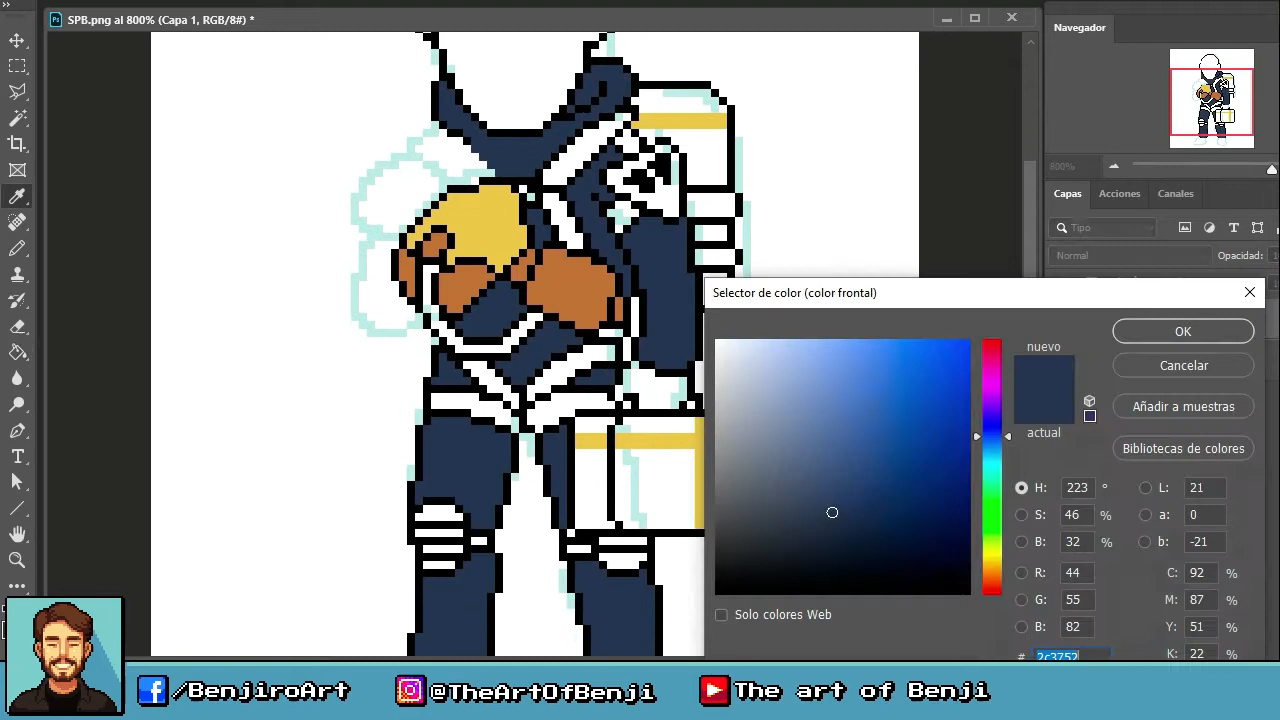 SPB.png al 800% (Capa 1, RGB/8#) *
Navegador
800%
Capas Acciones Canales
Tipo
Normal Opacidad:
Selector de color (color frontal)
nuevo
actual
OK
Cancelar
Añadir a muestras
Bibliotecas de colores
H: 223 ° L: 21
S: 46 % a: 0
B: 32 % b: -21
R: 44 C: 92 %
G: 55 M: 87 %
B: 82 Y: 51 %
# 2c3752 K: 22 %
Solo colores Web
/BenjiroArt @TheArtOfBenji The art of Benji